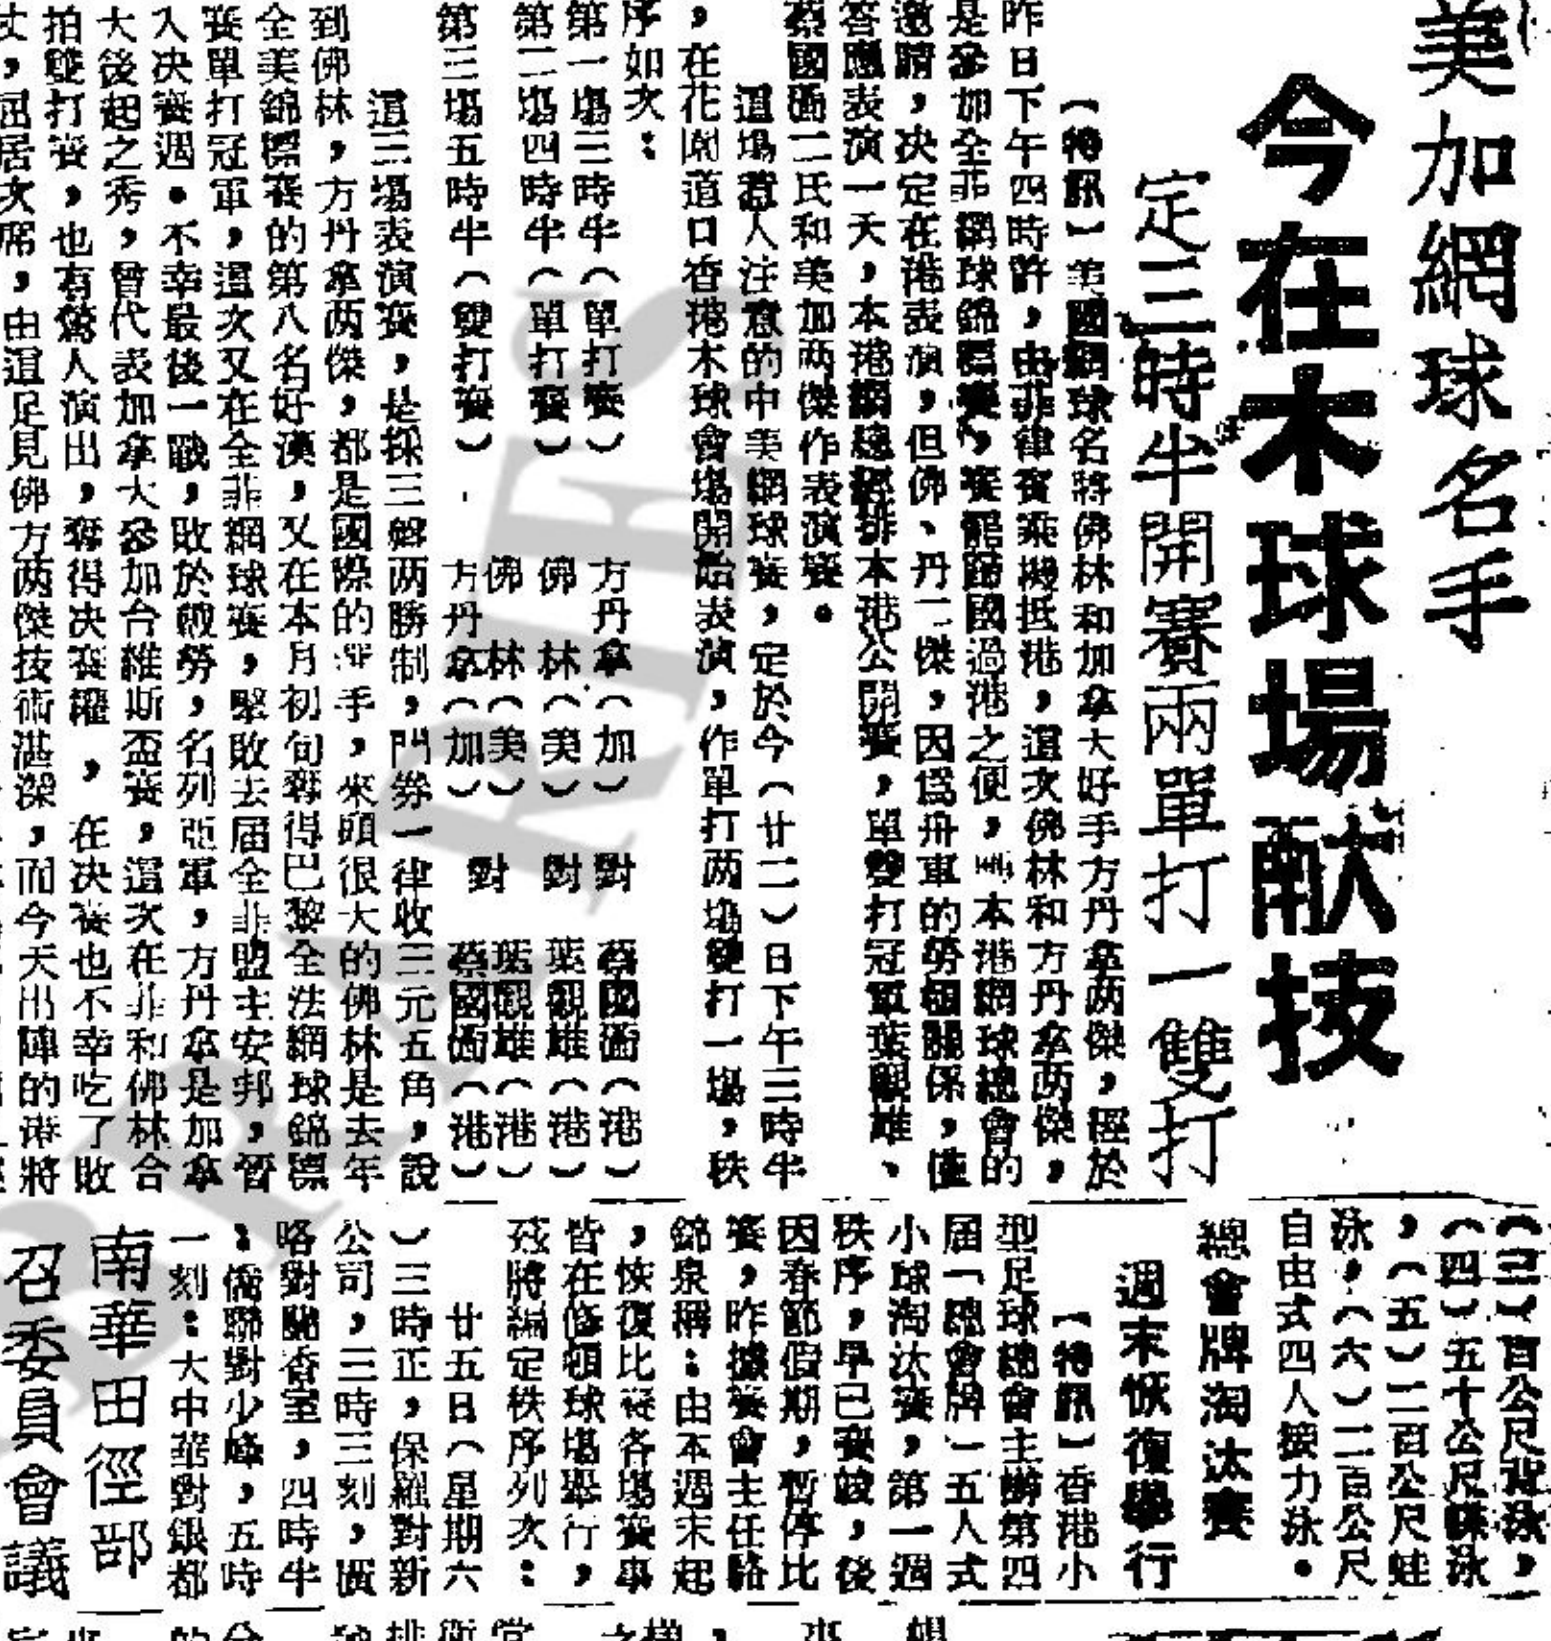 美加網球名手
今在木球場献技
定三時半開賽兩單打一雙打
【特訊】美國網球名將佛林和加拿大好手方丹拿两傑，經於
昨日下午四時許，由菲律賓乘機抵港，這次佛林和方丹拿两傑，
是參加全菲網球錦標賽，賽罷歸國過港之便，本港網球總會的
邀請，决定在港表演，但佛、丹二傑，因爲舟車的勞頓關係，僅
答應表演一天，本港網總經排本港公開賽，單雙打冠軍葉觀雄、
蔡國衝二氏和美加两傑作表演賽。
這場惹人注意的中美網球賽，定於今（廿二）日下午三時半
，在花園道口香港木球會場開始表演，作單打两場，雙打一場，秩
序如次：
第一場三時半（單打賽）方丹拿（加）對蔡國衝（港）
第二場四時半（單打賽）佛林（美）對葉觀雄（港）
第三場五時半（雙打賽）佛林（美）方丹拿（加）對葉觀雄（港）蔡國衝（港）
這三場表演賽，是採三盤两勝制，門券一律收三元五角，說
到佛林，方丹拿两傑，都是國際的手，來頭很大的佛林是去年
全美錦標賽的第八名好漢，又在本月初旬奪得巴黎全法網球錦標
賽單打冠軍，這次又在全菲網球賽，擊敗去届全菲盟主安邦，晉
入决賽週。不幸最後一戰，敗於戥勞，名列亞軍，方丹拿是加拿
大後起之秀，曾代表加拿大參加台維斯盃賽，這次在菲和佛林合
拍雙打賽，也有驚人演出，奪得决賽權，在决賽也不幸吃了敗
仗，屈居次席，由這足見佛方两傑技術湛深，而今天出陣的港將
（三）百公尺背泳，
（四）五十公尺蝶泳
，（五）二百公尺蛙
泳，（六）二百公尺
自由式四人接力泳。
總會牌淘汰賽
週末恢復舉行
【特訊】香港小
型足球總會主辦第四
届「總會牌」五人式
小球淘汰賽，第一週
秩序，早已賽竣，後
因春節假期，暫停比
賽，昨據賽會主任駱
錦泉稱：由本週末起
，恢復比賽各場賽事
皆在修頓球場舉行，
茲將編定秩序列次：
廿五日（星期六
）三時正，保羅對新
公司，三時三刻，廣
咯對關香室，四時半
：僑聯對少峰，五時
一刻：大中華對銀都
南華田徑部
召委員會議